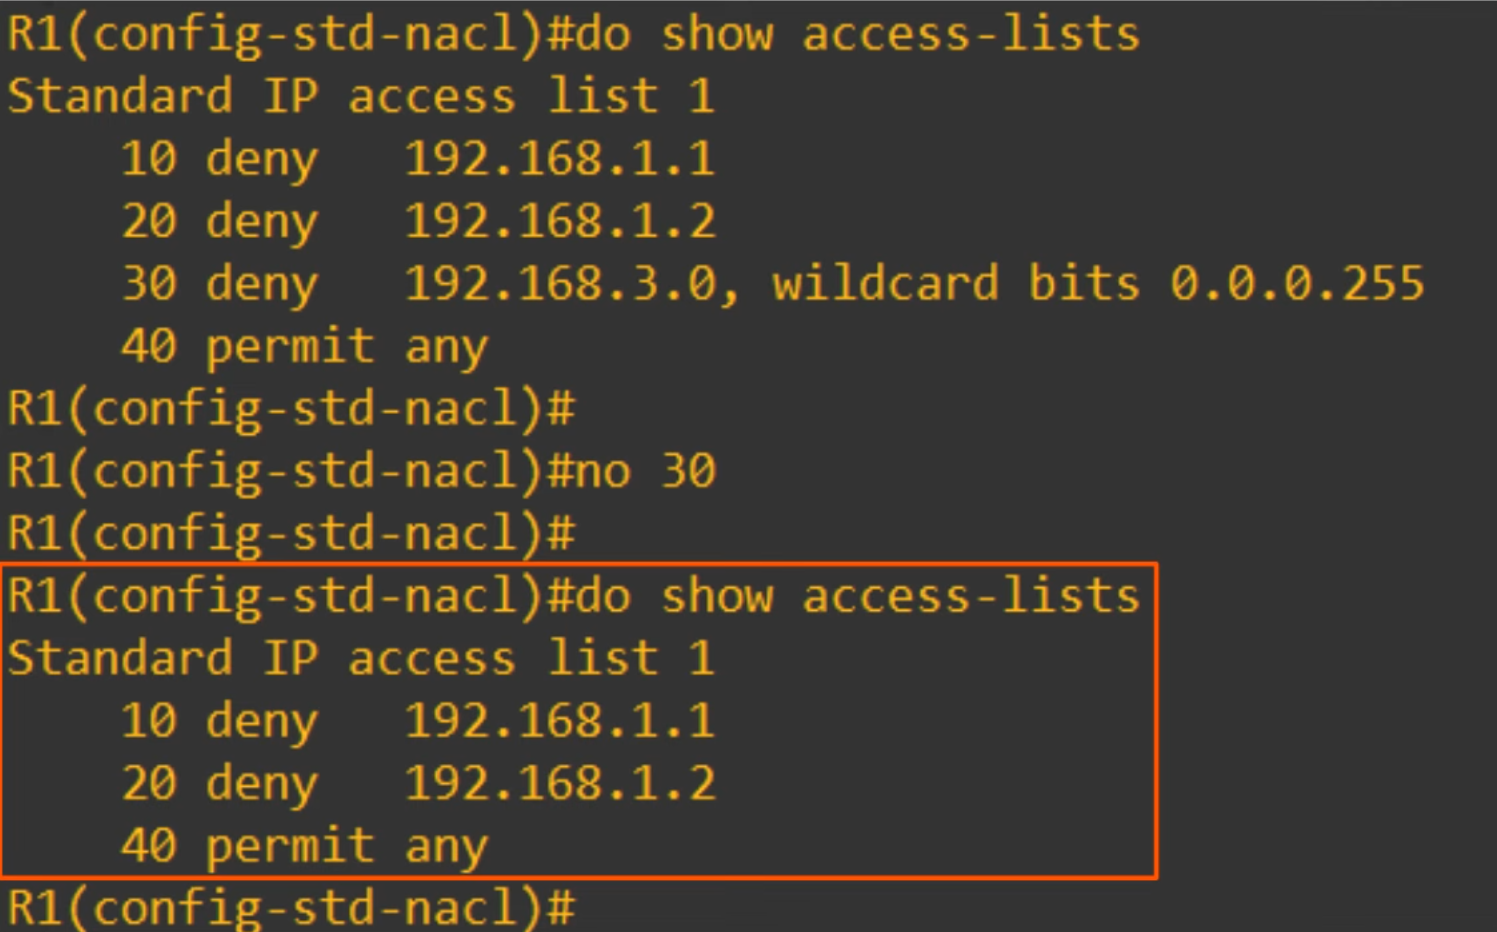 R1(config-std-nacl)#do show access-lists
Standard IP access list 1
    10 deny   192.168.1.1
    20 deny   192.168.1.2
    30 deny   192.168.3.0, wildcard bits 0.0.0.255
    40 permit any
R1(config-std-nacl)#
R1(config-std-nacl)#no 30
R1(config-std-nacl)#
R1(config-std-nacl)#do show access-lists
Standard IP access list 1
    10 deny   192.168.1.1
    20 deny   192.168.1.2
    40 permit any
R1(config-std-nacl)#